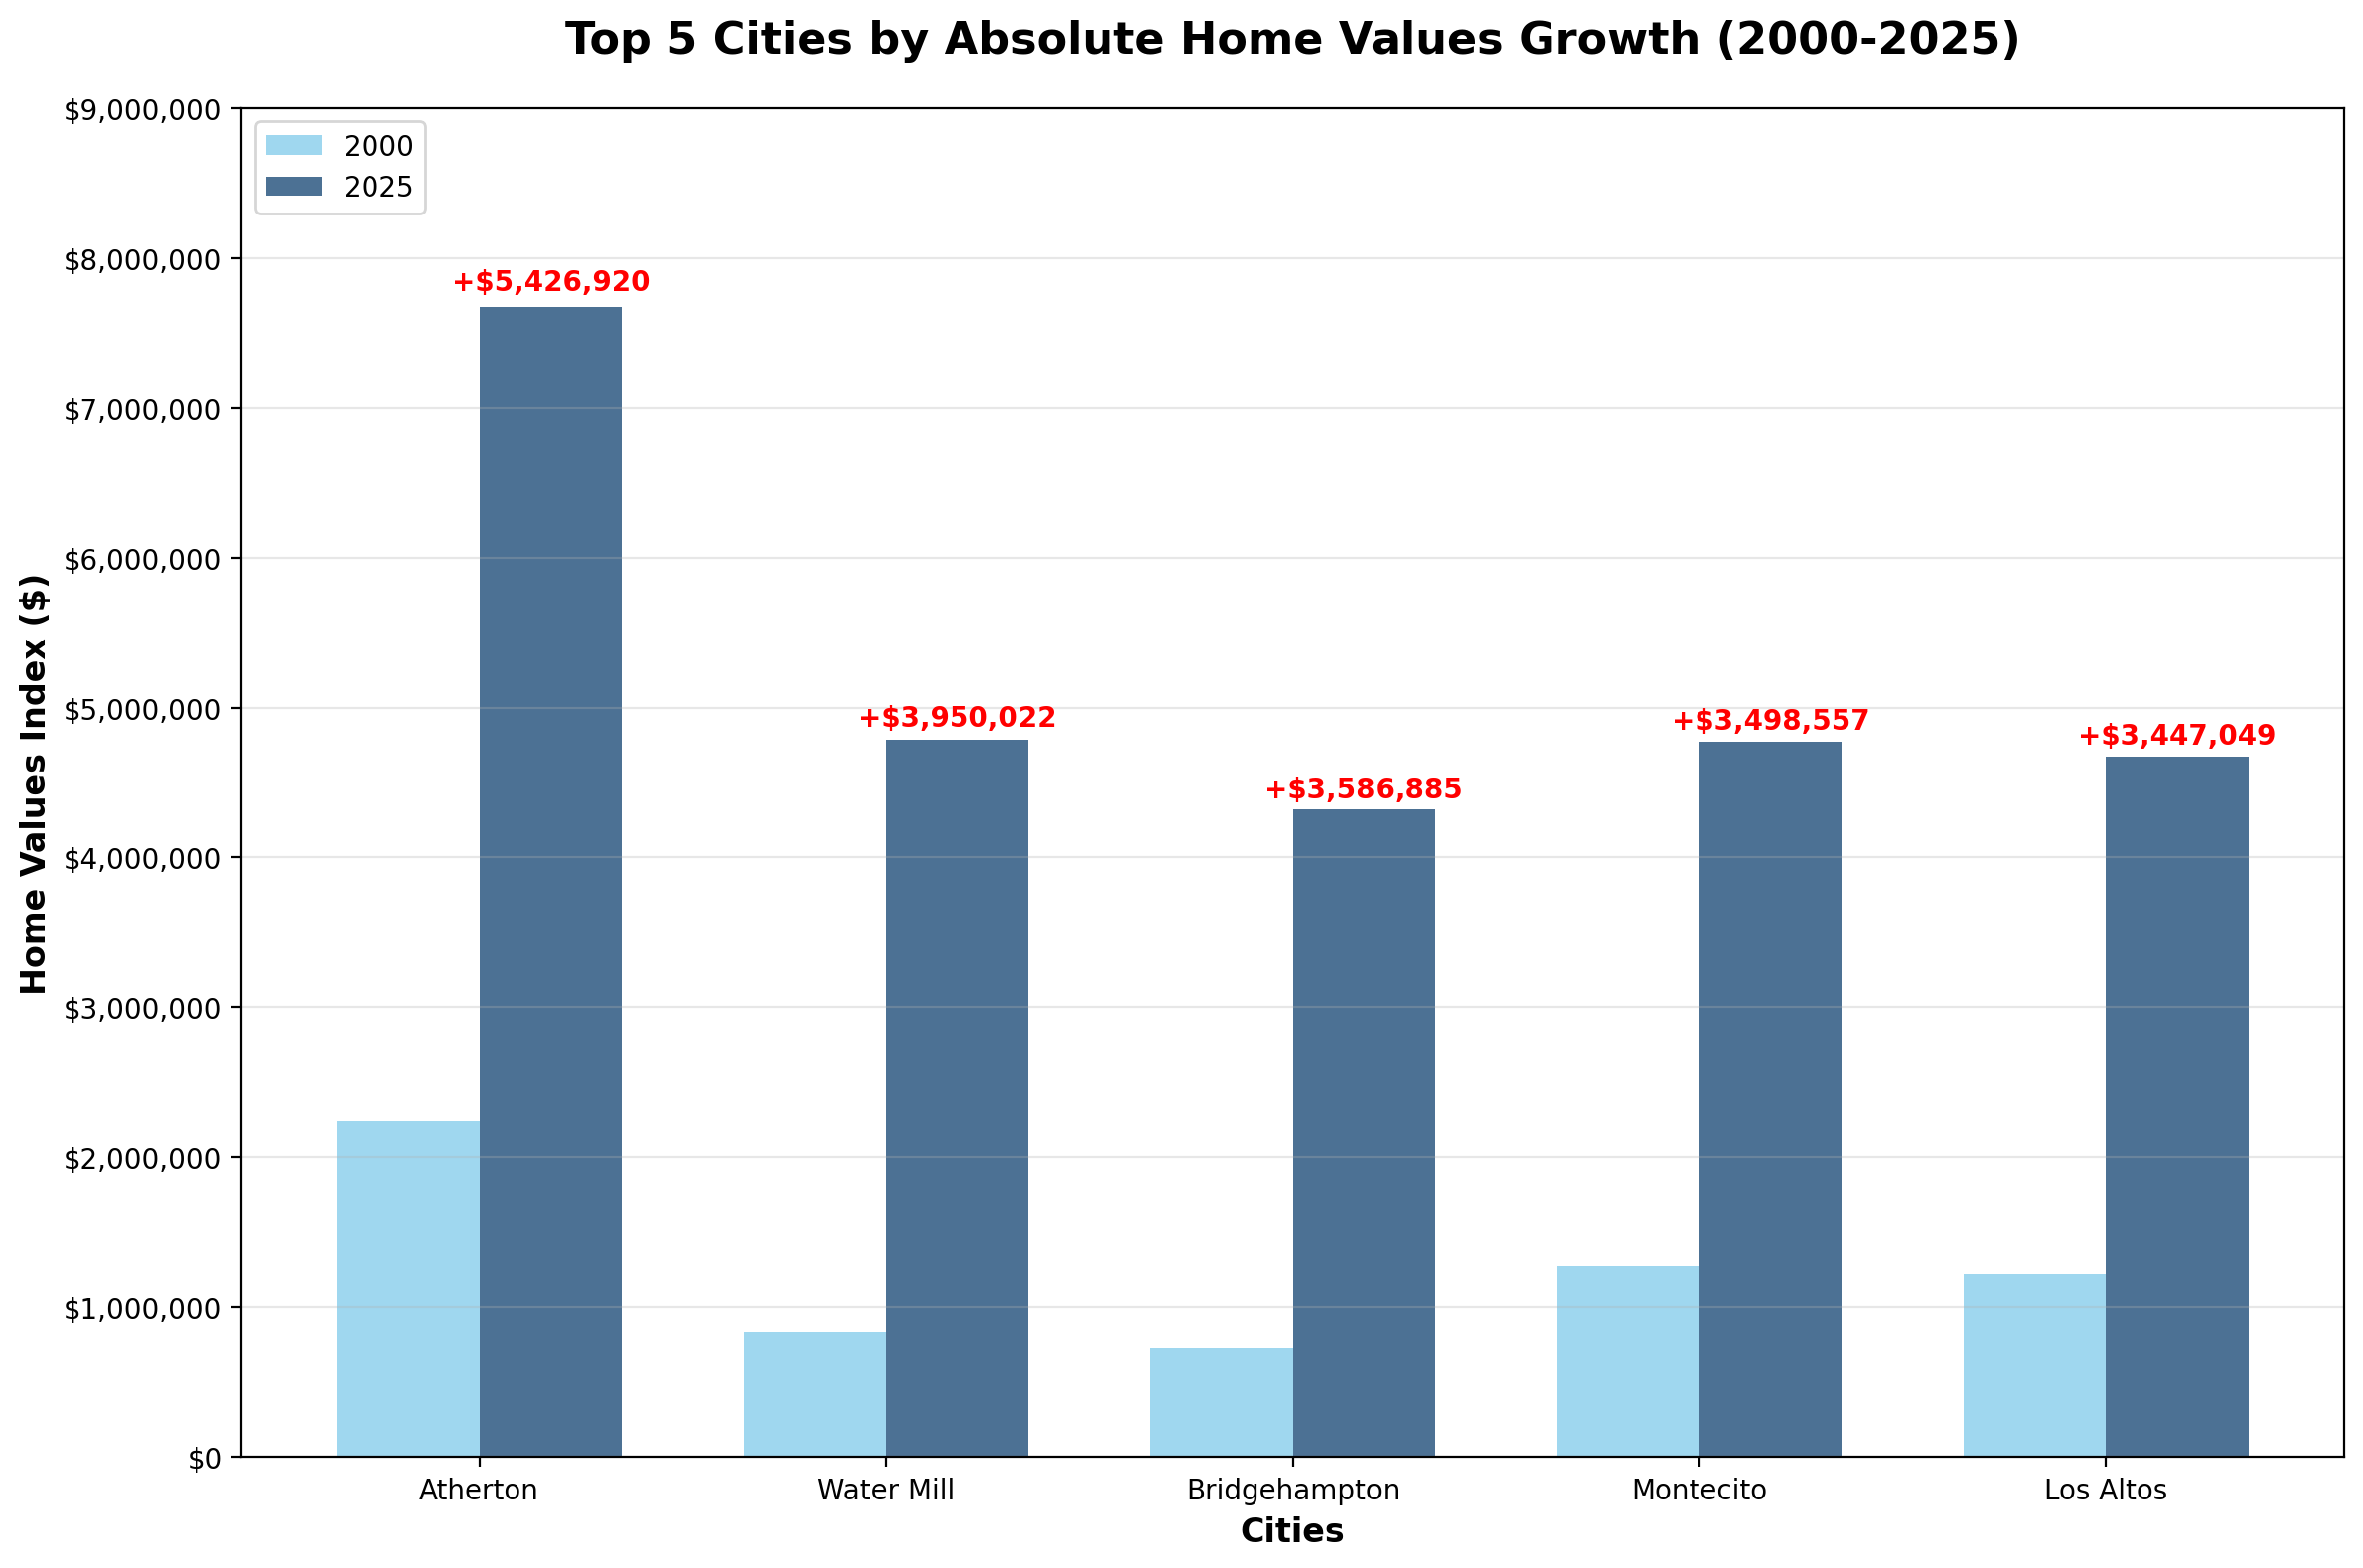 Top 5 Cities by Absolute Home Values Growth (2000-2025)
Home Values Index ($)
$9,000,000
$8,000,000
$7,000,000
$6,000,000
$5,000,000
$4,000,000
$3,000,000
$2,000,000
$1,000,000
$0
2000
2025
+$5,426,920
+$3,950,022
+$3,586,885
+$3,498,557
+$3,447,049
Atherton
Water Mill
Bridgehampton
Montecito
Los Altos
Cities